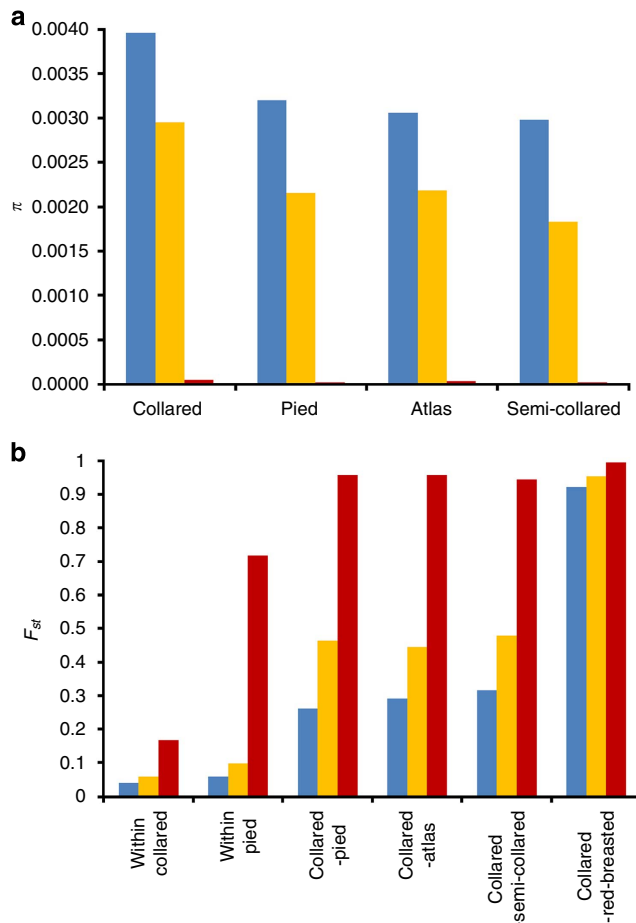 a
0.0040
0.0035
0.0030
0.0025
0.0020
0.0015
0.0010
0.0005
0.0000
π
Collared
Pied
Atlas
Semi-collared
b
1
0.9
0.8
0.7
0.6
0.5
0.4
0.3
0.2
0.1
0
Fst
Within
collared
Within
pied
Collared
-pied
Collared
-atlas
Collared
-semi-collared
Collared
-red-breasted